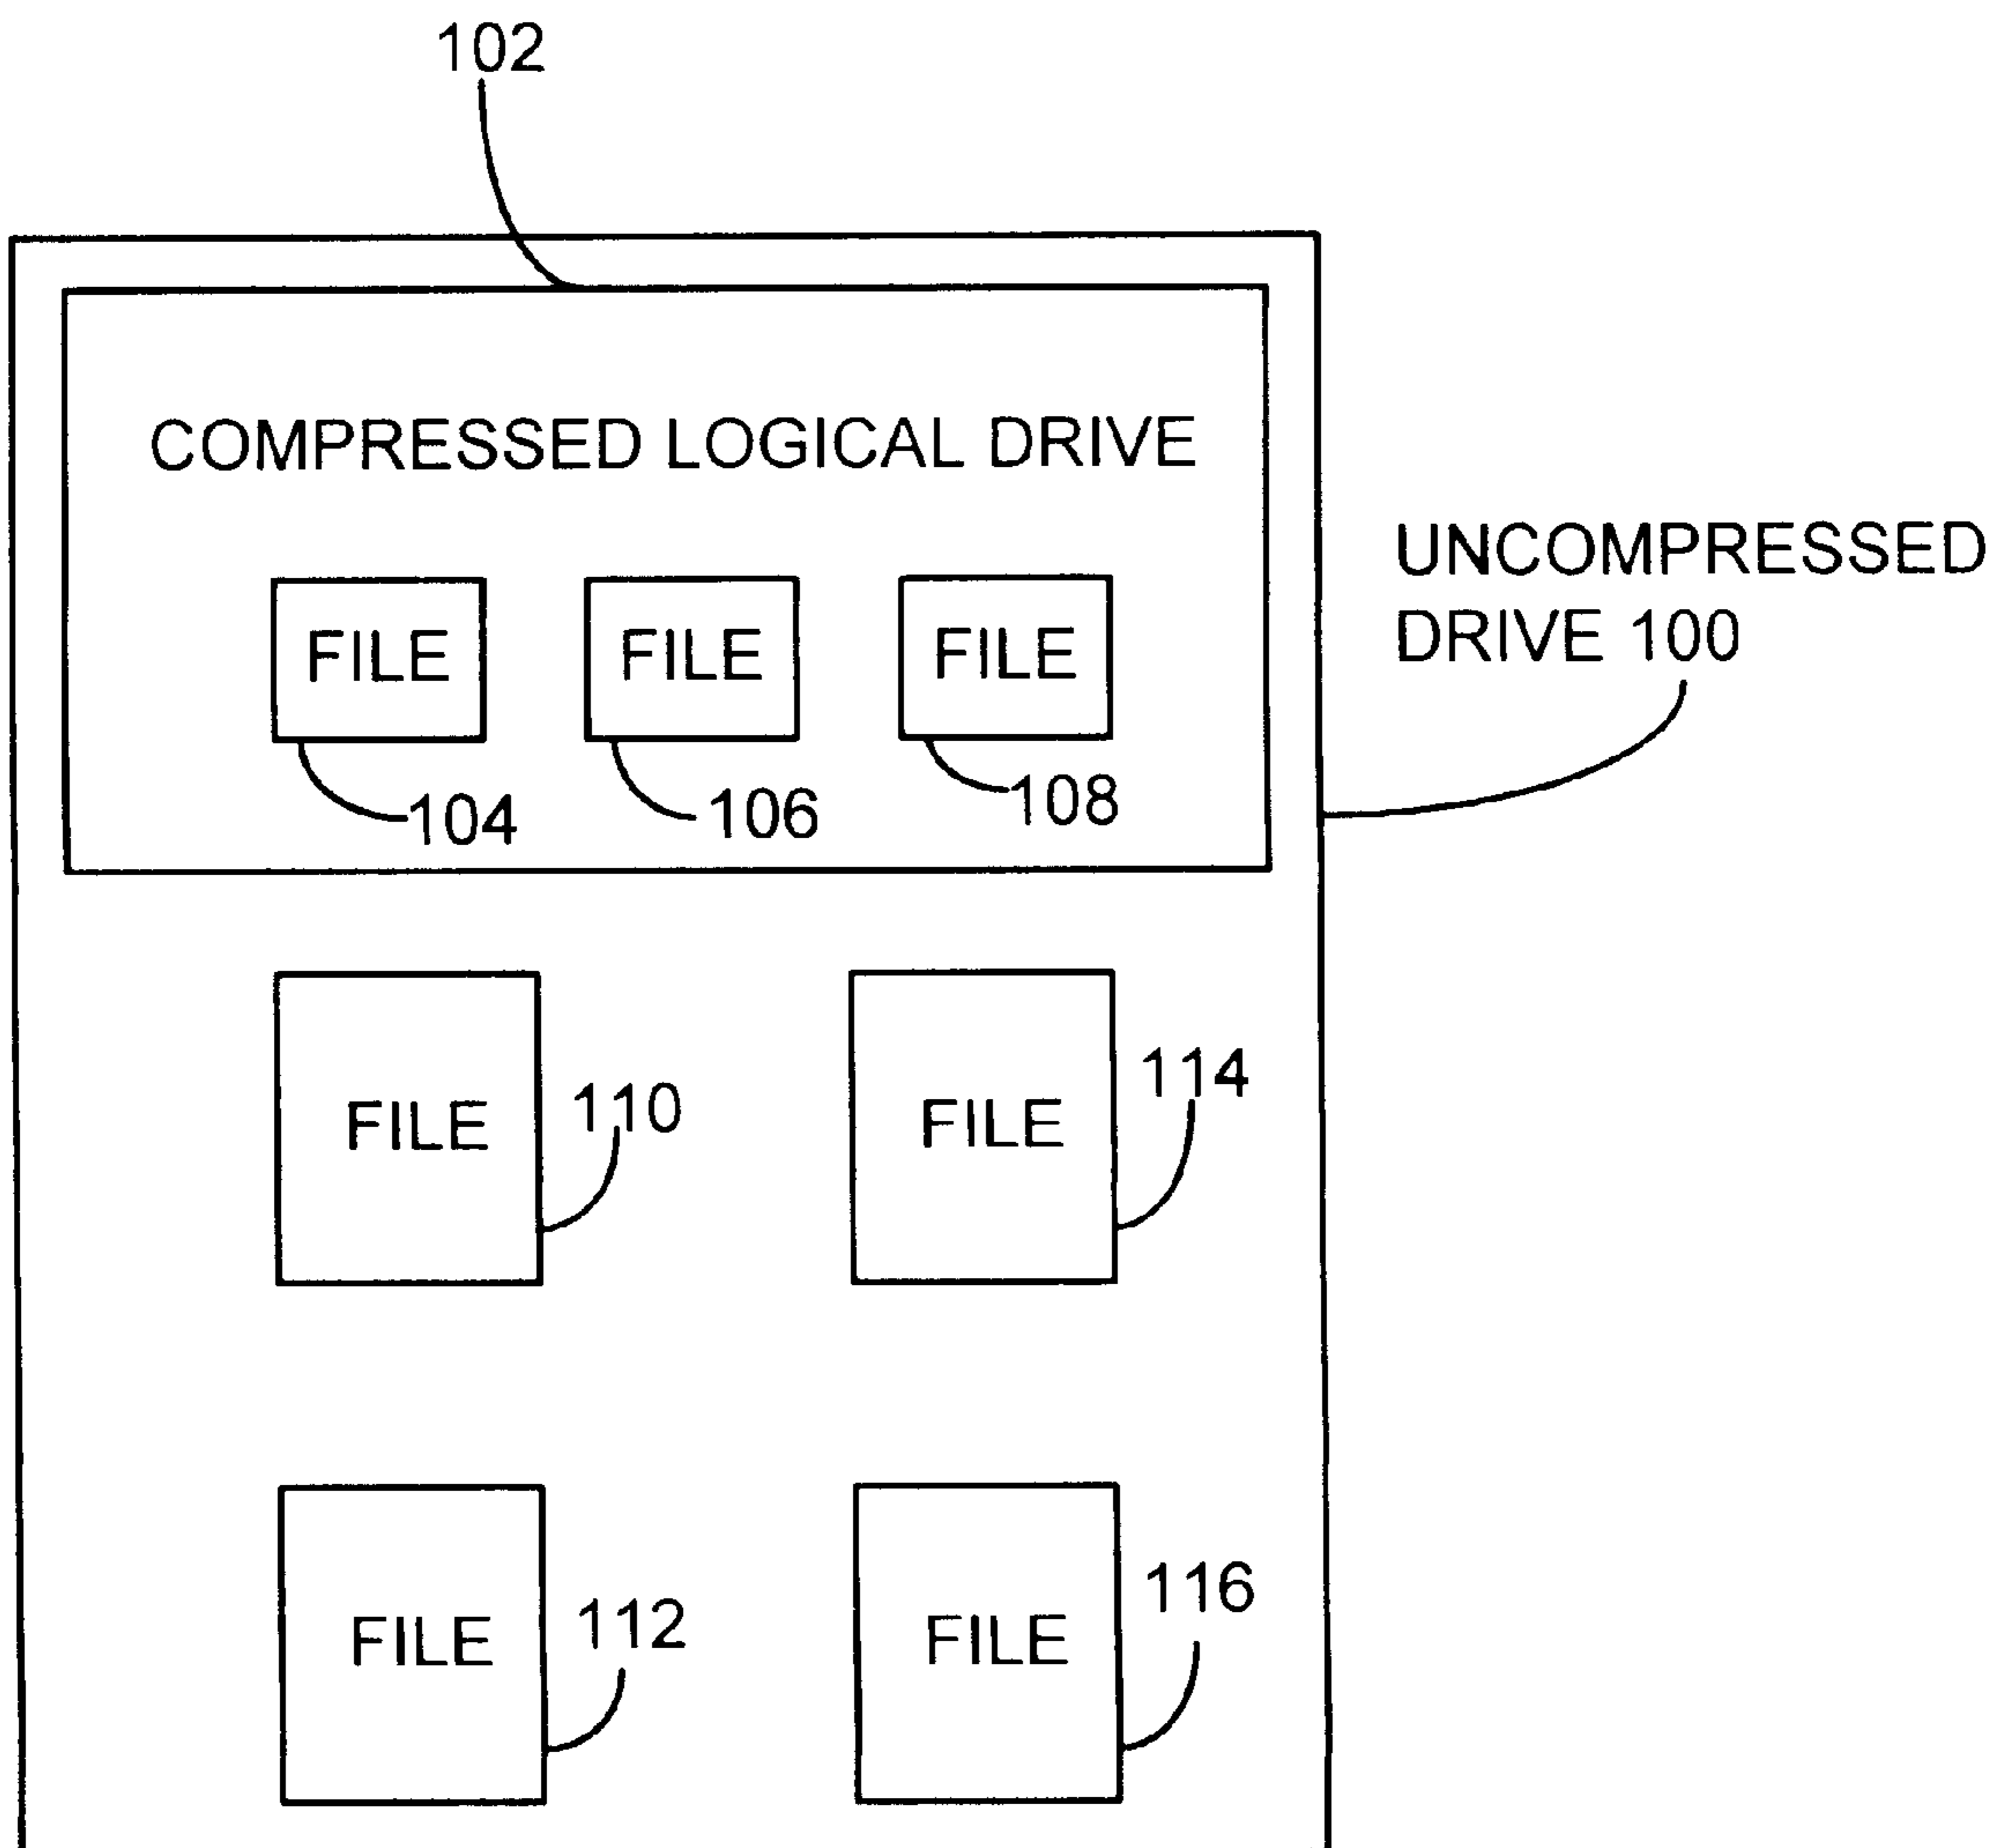 102
COMPRESSED LOGICAL DRIVE
UNCOMPRESSED
DRIVE 100
FILE
FILE
FILE
104
106
108
FILE
110
FILE
114
FILE
112
FILE
116